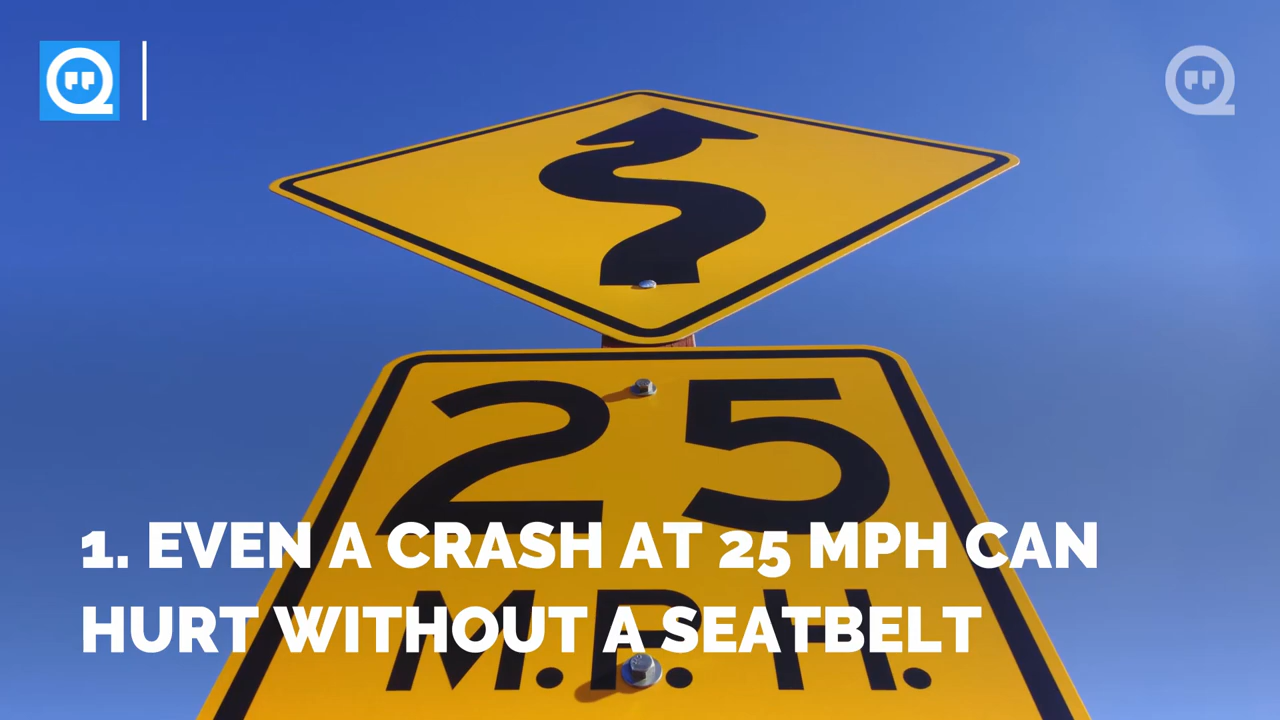 25
M.P.H.
1. EVEN A CRASH AT 25 MPH CAN
HURT WITHOUT A SEATBELT